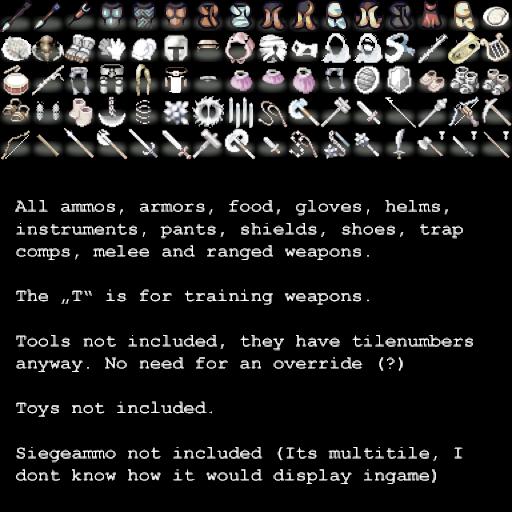 All ammos, armors, food, gloves, helms,
instruments, pants, shields, shoes, trap
comps, melee and ranged weapons.
The „T“ is for training weapons.
Tools not included, they have tilenumbers
anyway. No need for an override (?)
Toys not included.
Siegeammo not included (Its multitile, I
dont know how it would display ingame)